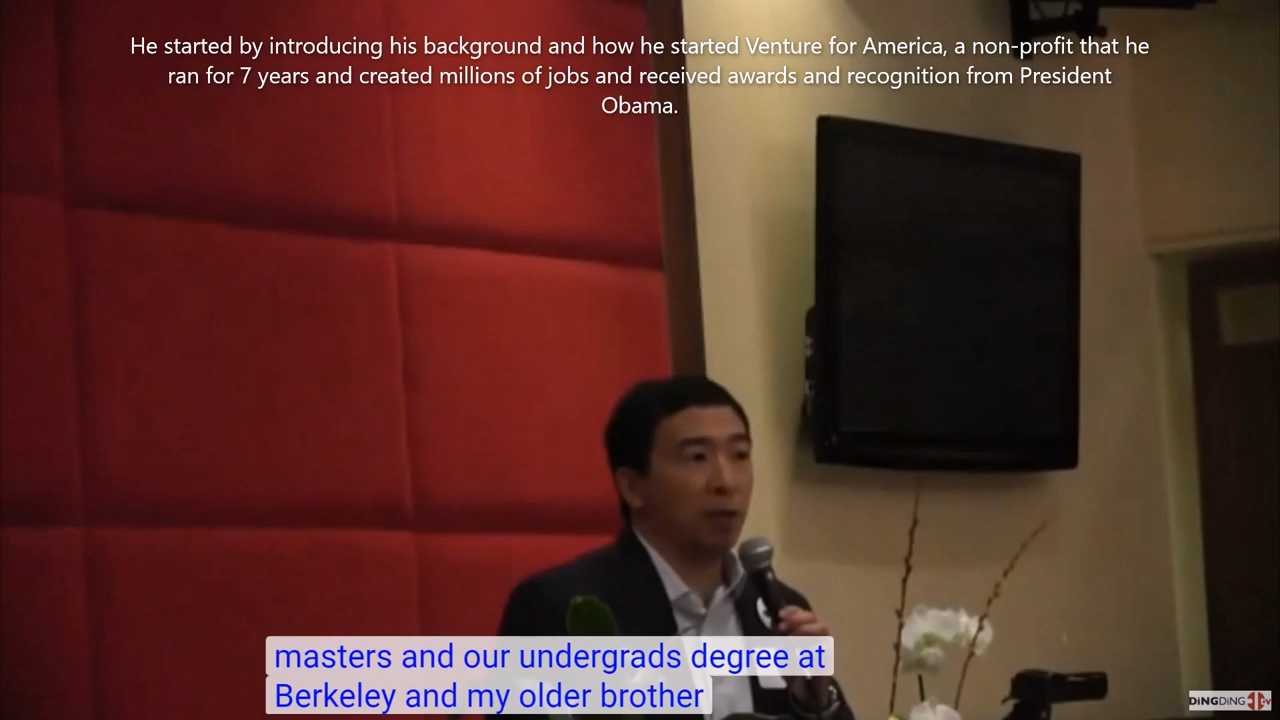 He started by introducing his background and how he started Venture for America, a non-profit that he
ran for 7 years and created millions of jobs and received awards and recognition from President
Obama.
masters and our undergrads degree at
Berkeley and my older brother
DINGDING TV